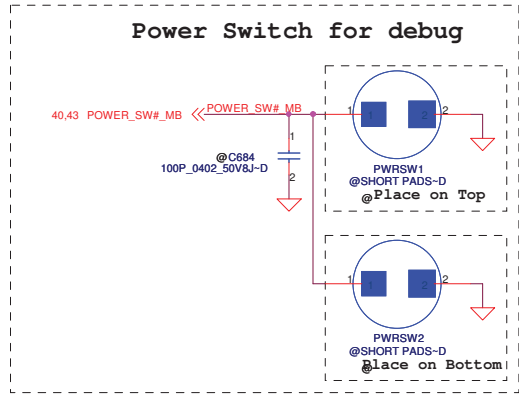 Power Switch for debug
40,43 POWER_SW#_MB
POWER_SW#_MB
1
1
2
2
1
@C684
100P_0402_50V8J~D
2
PWRSW1
@SHORT PADS~D
@Place on Top
1
1
2
2
PWRSW2
@SHORT PADS~D
@Place on Bottom